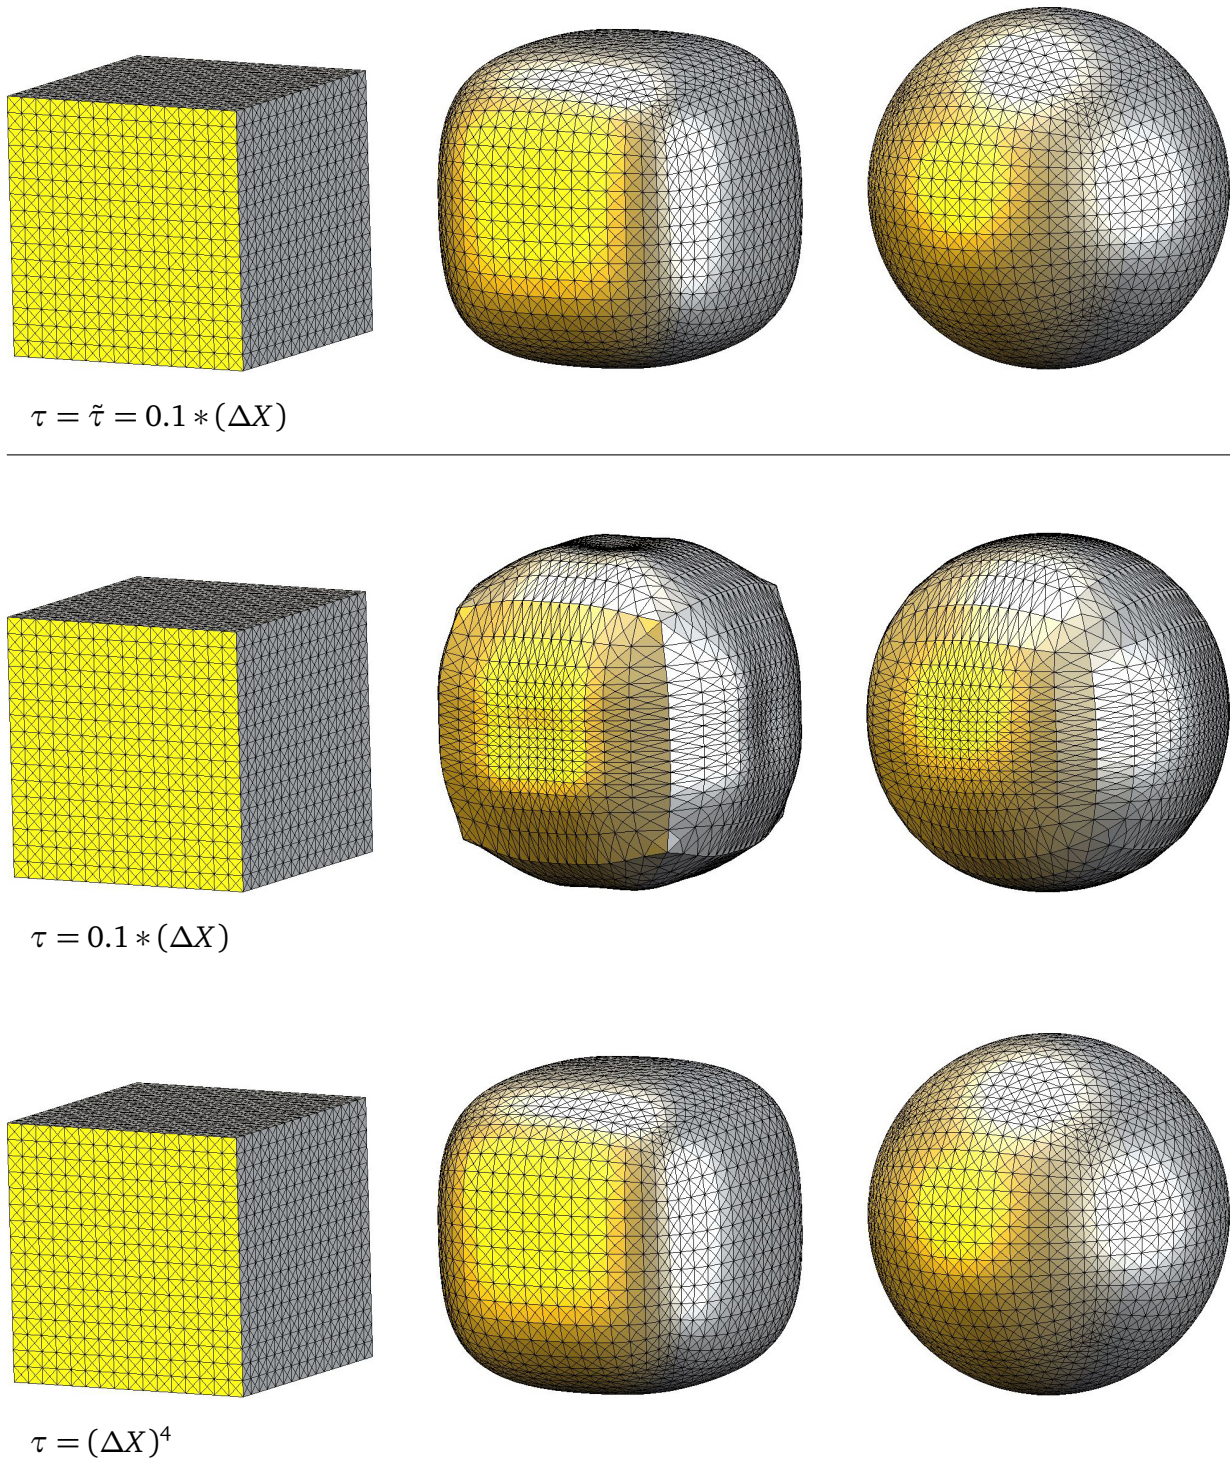 τ = τ̃ = 0.1 * (ΔX)
τ = 0.1 * (ΔX)
τ = (ΔX)⁴